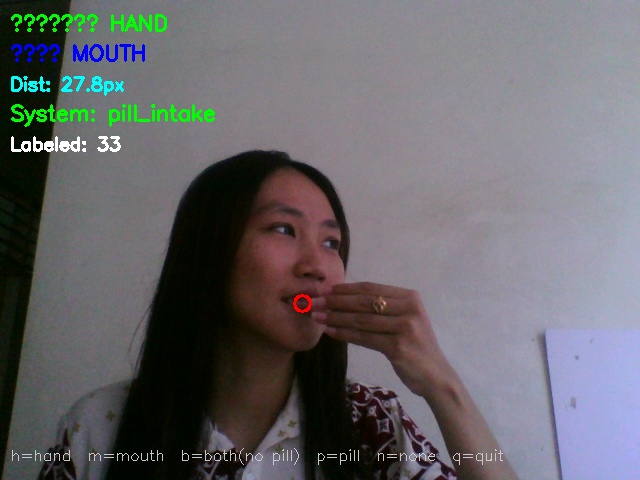 ??????? HAND
???? MOUTH
Dist: 27.8px
System: pill_intake
Labeled: 33
h=hand m=mouth b=both(no pill) p=pill n=none q=quit